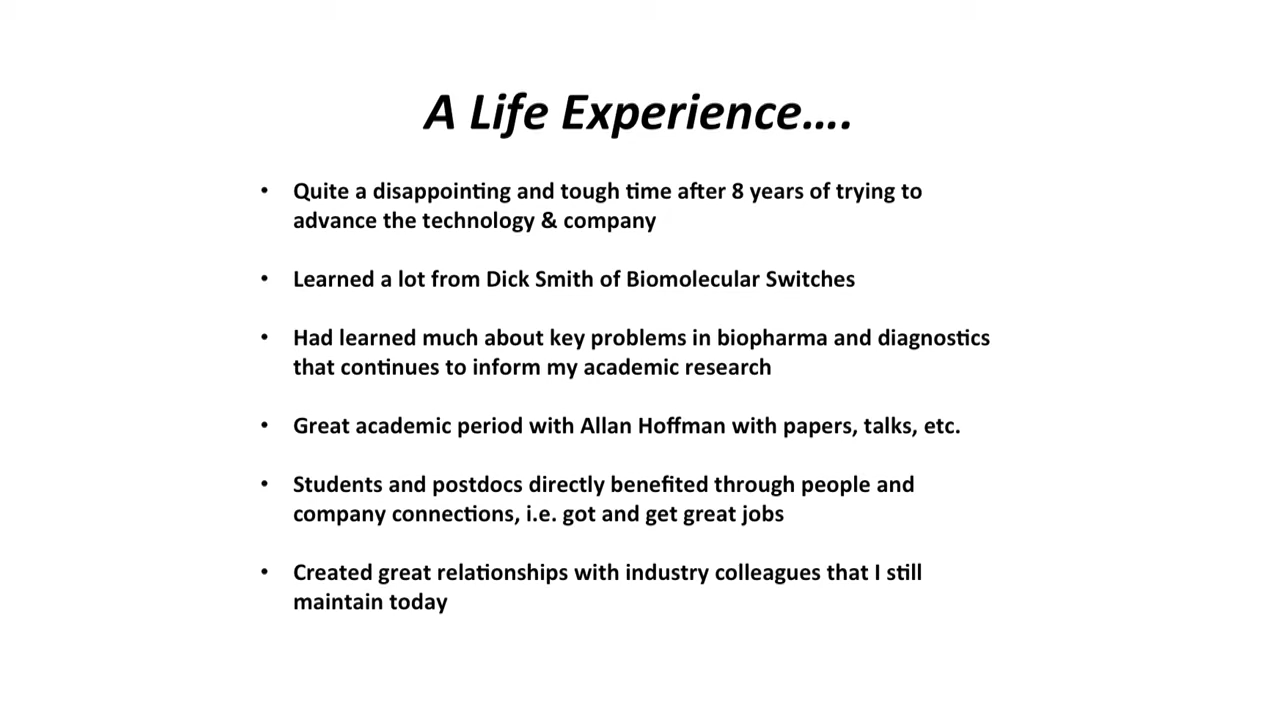 A Life Experience....
• Quite a disappointing and tough time after 8 years of trying to
advance the technology & company
• Learned a lot from Dick Smith of Biomolecular Switches
• Had learned much about key problems in biopharma and diagnostics
that continues to inform my academic research
• Great academic period with Allan Hoffman with papers, talks, etc.
• Students and postdocs directly benefited through people and
company connections, i.e. got and get great jobs
• Created great relationships with industry colleagues that I still
maintain today